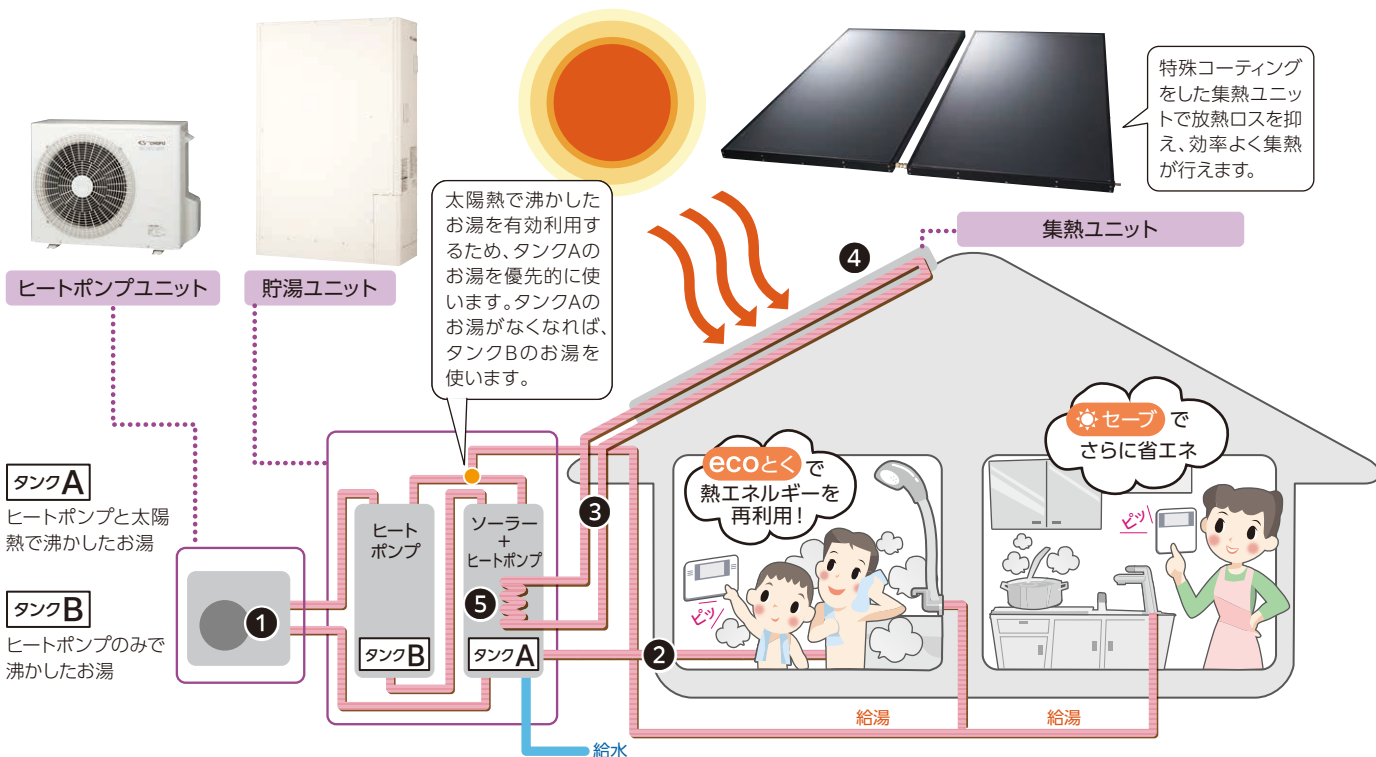 特殊コーティング
をした集熱ユニッ
トで放熱ロスを抑
え、効率よく集熱
が行えます。
太陽熱で沸かした
お湯を有効利用す
るため、タンクAの
お湯を優先的に使
います。タンクAの
お湯がなくなれば、
タンクBのお湯を
使います。
集熱ユニット
ヒートポンプユニット
貯湯ユニット
4
セーブ で
さらに省エネ
ecoとく で
熱エネルギーを
再利用!
ピッ
ピッ
タンクA
ヒートポンプと太陽
熱で沸かしたお湯
タンクB
ヒートポンプのみで
沸かしたお湯
1
ヒート
ポンプ
タンクB
ソーラー
+
ヒートポンプ
5
タンクA
3
2
給湯
給湯
給水
CHOFU